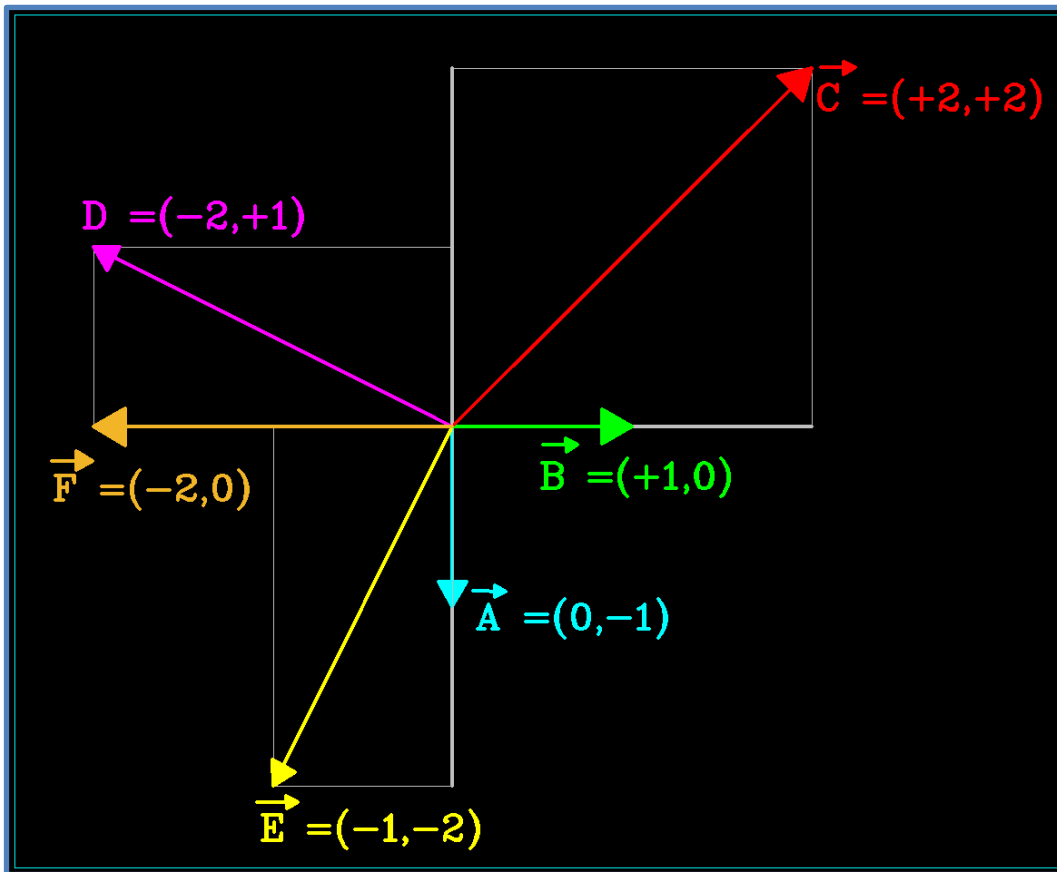 C =(+2,+2)
D =(−2,+1)
B =(+1,0)
F =(−2,0)
A =(0,−1)
E =(−1,−2)